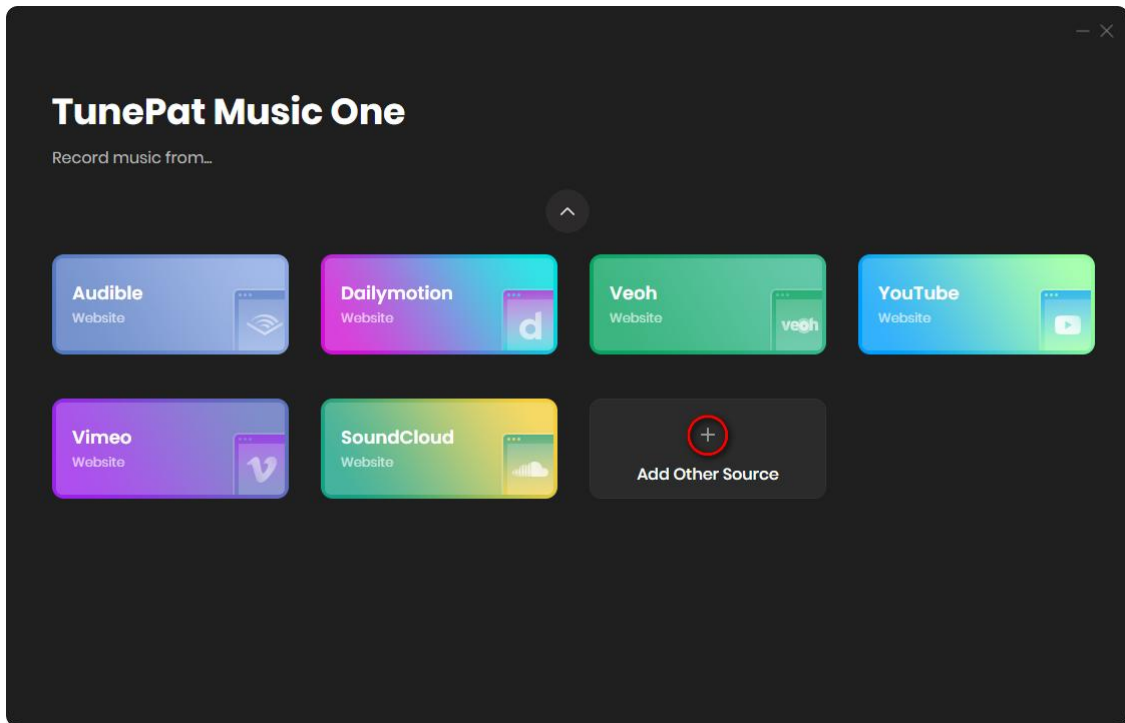 TunePat Music One
Record music from...
Audible
Website
Dailymotion
Website
d
Veoh
Website
veoh
YouTube
Website
Vimeo
Website
SoundCloud
Website
Add Other Source